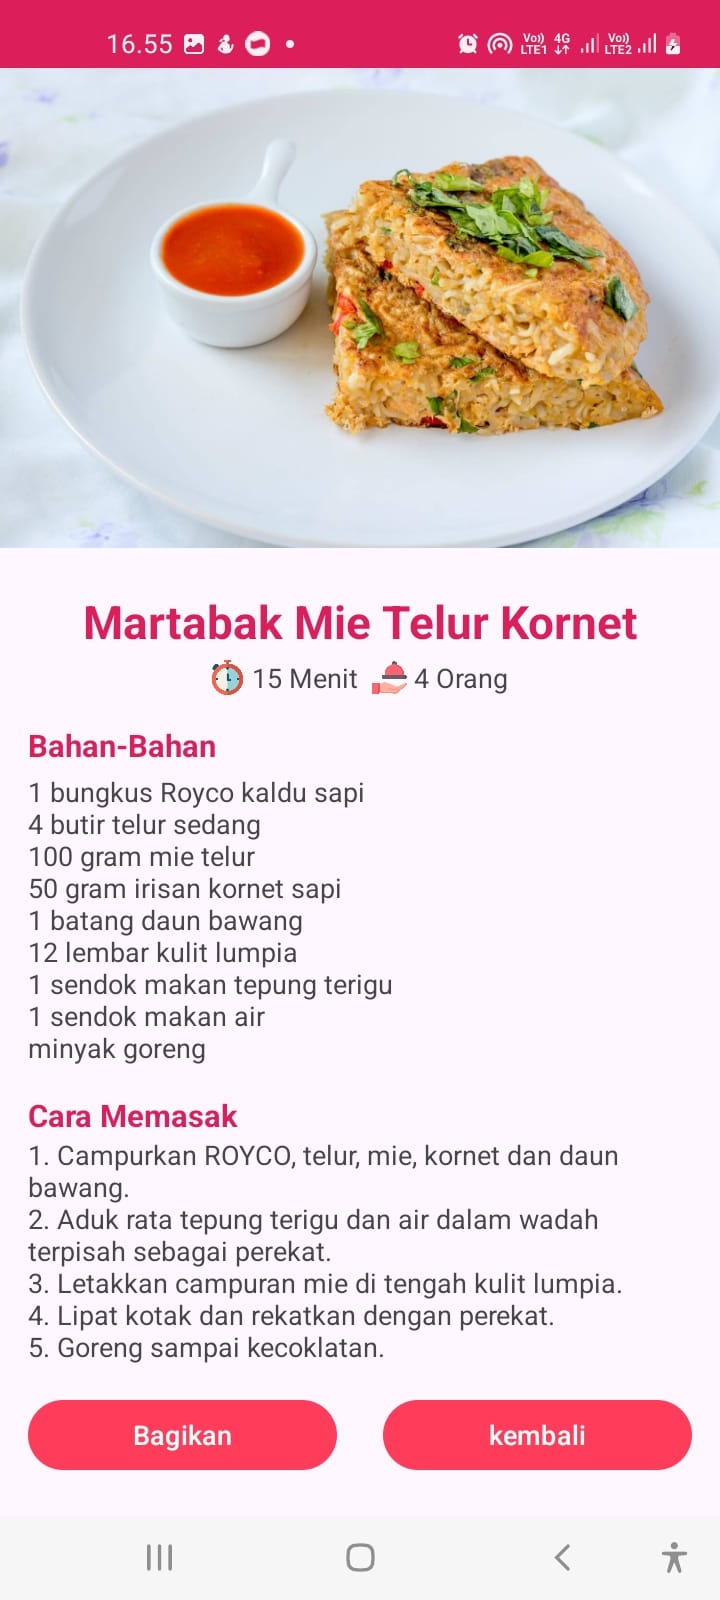 16.55
Vo)) LTE1 4G Vo)) LTE2
Martabak Mie Telur Kornet
15 Menit 4 Orang
Bahan-Bahan
1 bungkus Royco kaldu sapi
4 butir telur sedang
100 gram mie telur
50 gram irisan kornet sapi
1 batang daun bawang
12 lembar kulit lumpia
1 sendok makan tepung terigu
1 sendok makan air
minyak goreng
Cara Memasak
1. Campurkan ROYCO, telur, mie, kornet dan daun
bawang.
2. Aduk rata tepung terigu dan air dalam wadah
terpisah sebagai perekat.
3. Letakkan campuran mie di tengah kulit lumpia.
4. Lipat kotak dan rekatkan dengan perekat.
5. Goreng sampai kecoklatan.
Bagikan kembali